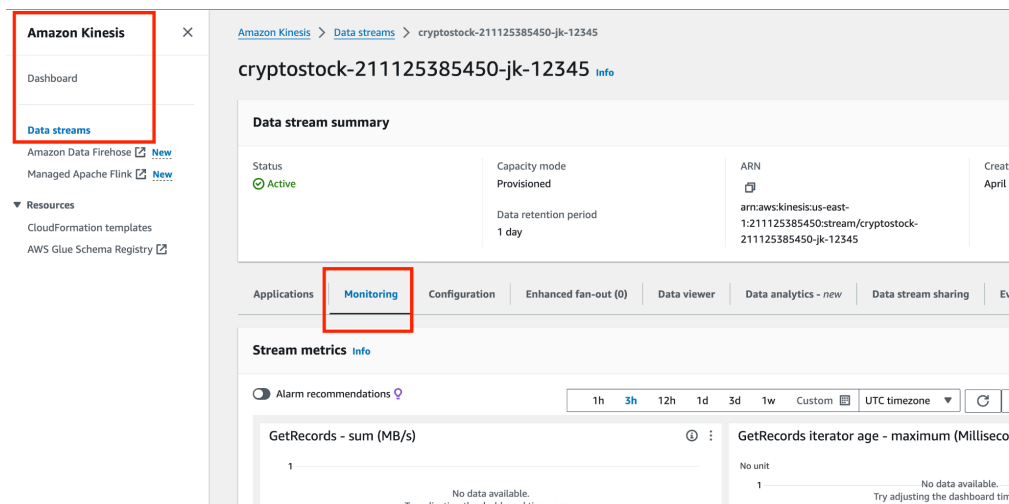 Amazon Kinesis
Dashboard
Data streams
Amazon Data Firehose New
Managed Apache Flink New
Resources
CloudFormation templates
AWS Glue Schema Registry
Amazon Kinesis > Data streams > cryptostock-211125385450-jk-12345
cryptostock-211125385450-jk-12345 Info
Data stream summary
Status
Active
Capacity mode
Provisioned
Data retention period
1 day
ARN
arn:aws:kinesis:us-east-
1:211125385450:stream/cryptostock-
211125385450-jk-12345
Creat
April
Applications Monitoring Configuration Enhanced fan-out (0) Data viewer Data analytics - new Data stream sharing Ev
Stream metrics Info
Alarm recommendations
1h 3h 12h 1d 3d 1w Custom UTC timezone
GetRecords - sum (MB/s)
1
No data available.
GetRecords iterator age - maximum (Milliseco
No unit
1
No data available.
Try adjusting the dashboard tim